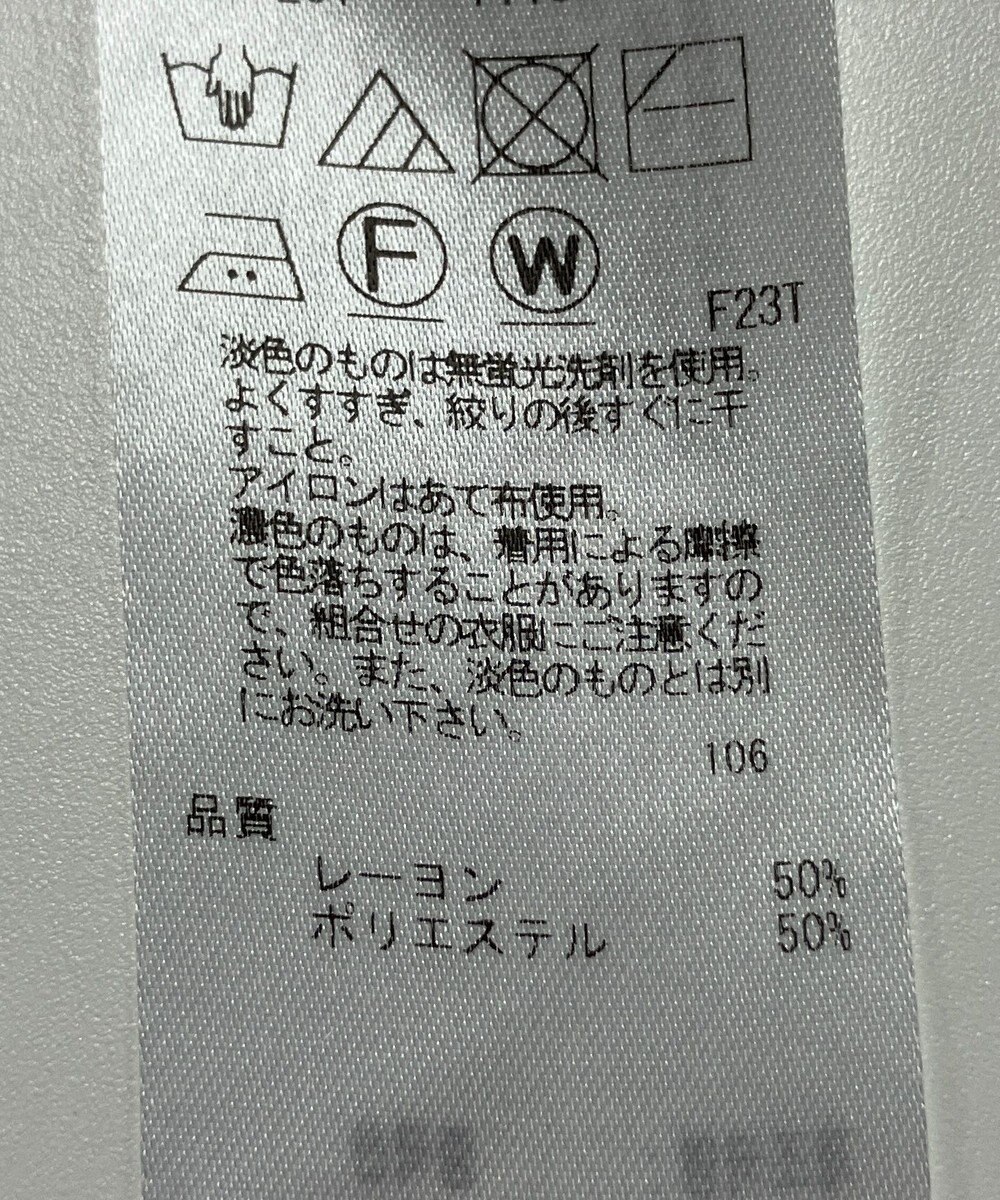 F
W
F23T
淡色のものは無蛍光洗剤を使用。
よくすすぎ、絞りの後すぐに干
すこと。
アイロンはあて布使用。
濃色のものは、着用による摩擦
で色落ちすることがありますの
で、組合せの衣服にご注意くだ
さい。また、淡色のものとは別
にお洗い下さい。
106
品質
レーヨン 50%
ポリエステル 50%